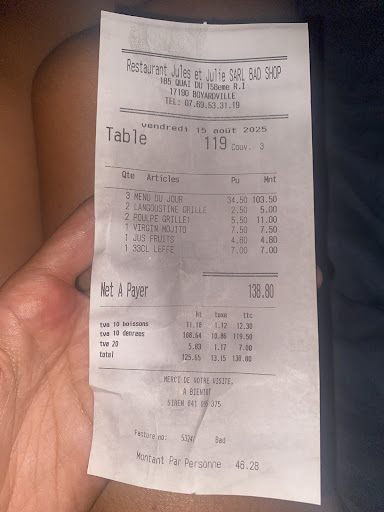 Restaurant Jules et Julie SARL BAD SHOP
185 QUAI DU 158eme R.I
17190 BOYARDVILLE
TEL: 07.69.53.31.19
vendredi 15 août 2025
Table 119 Couv. 3
Qte Articles Pu Mnt
3 MENU DU JOUR 34.50 103.50
2 LANGOUSTINE GRILLE 2.50 5.00
2 POULPE GRILLE1 5.50 11.00
1 VIRGIN MOJITO 7.50 7.50
1 JUS FRUITS 4.80 4.80
1 33CL LEFFE 7.00 7.00
Net A Payer 138.80
ht taxe ttc
tva 10 boissons 11.18 1.12 12.30
tva 10 denrees 108.64 10.86 119.50
tva 20 5.83 1.17 7.00
total 125.65 13.15 138.80
MERCI DE VOTRE VISITE.
A BIENTOT
SIREN 841 375
Facture no: 5324 Bad
Montant Par Personne 46.28